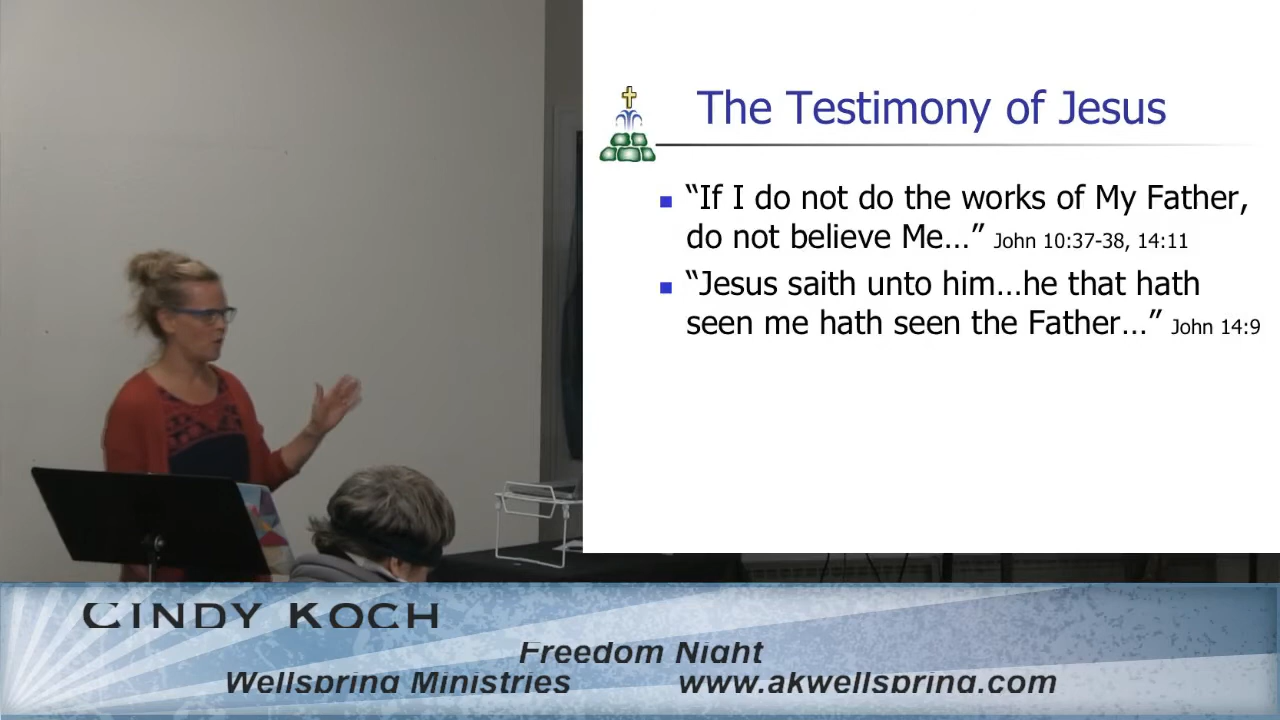 The Testimony of Jesus
“If I do not do the works of My Father,
do not believe Me…” John 10:37-38, 14:11
“Jesus saith unto him…he that hath
seen me hath seen the Father…” John 14:9
CINDY KOCH
Freedom Night
Wellspring Ministries www.akwellspring.com